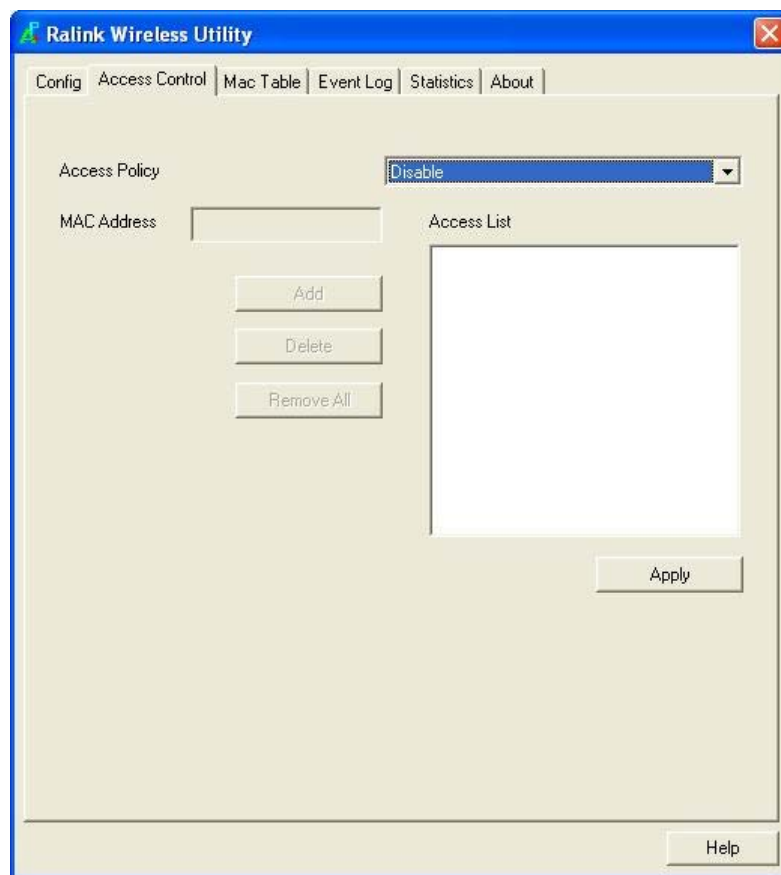 Ralink Wireless Utility
Config Access Control Mac Table Event Log Statistics About
Access Policy Disable
MAC Address Access List
Add
Delete
Remove All
Apply
Help